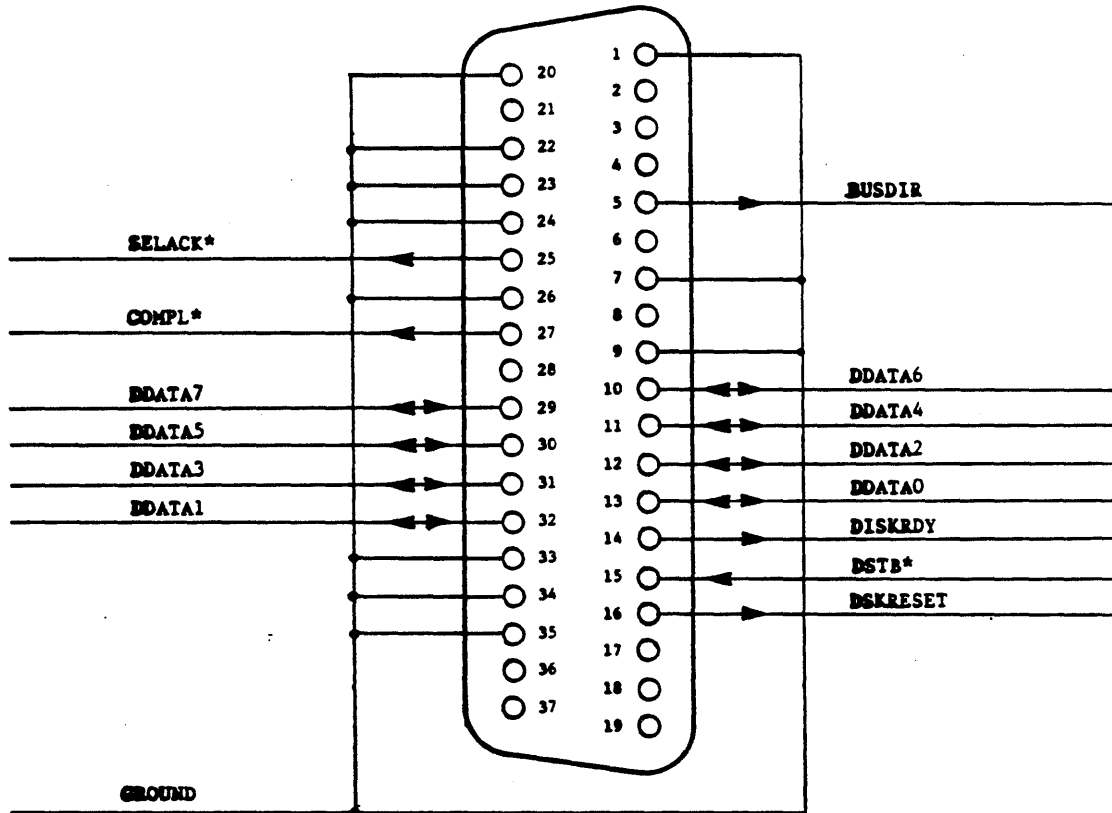 1
20
2
21
3
22
4
23
5
BUSDIR
24
6
SELACK*
25
7
26
8
COMPL*
27
9
28
10
DDATA6
DDATA7
29
11
DDATA4
DDATA5
30
12
DDATA2
DDATA3
31
13
DDATA0
DDATA1
32
14
DISKRDY
33
15
DSTB*
34
16
DSKRESET
35
17
36
18
37
19
GROUND